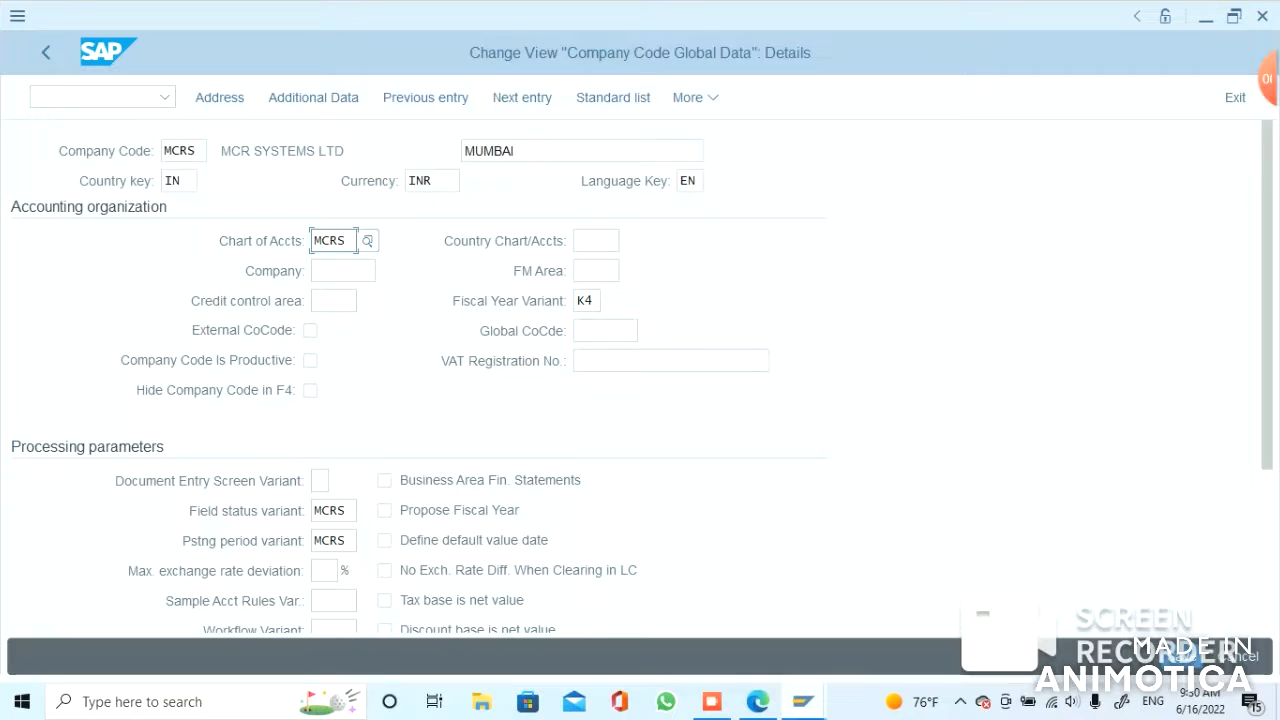 SAP
Change View "Company Code Global Data": Details
Address Additional Data Previous entry Next entry Standard list More Exit
Company Code: MCRS MCR SYSTEMS LTD MUMBAI
Country key: IN Currency: INR Language Key: EN
Accounting organization
Chart of Accts: MCRS Country Chart/Accts:
Company: FM Area:
Credit control area: Fiscal Year Variant: K4
External CoCode: Global CoCde:
Company Code Is Productive: VAT Registration No.:
Hide Company Code in F4:
Processing parameters
Document Entry Screen Variant: Business Area Fin. Statements
Field status variant: MCRS Propose Fiscal Year
Pstng period variant: MCRS Define default value date
Max. exchange rate deviation: % No Exch. Rate Diff. When Clearing in LC
Sample Acct Rules Var.: Tax base is net value
Workflow Variant: Discount base is net value
SCREEN
RECORDER
MADE IN
ANIMOTICA
Cancel
Type here to search
76°F ENG 9:30 AM
6/16/2022 15